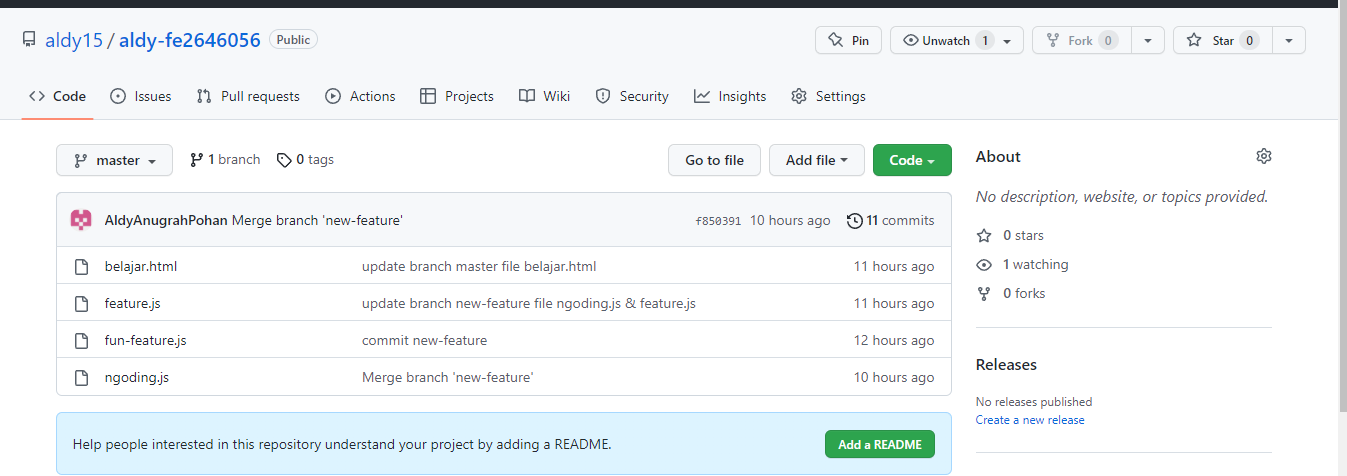 aldy15 / aldy-fe2646056 Public
Pin Unwatch 1 Fork 0 Star 0
Code Issues Pull requests Actions Projects Wiki Security Insights Settings
master 1 branch 0 tags Go to file Add file Code
AldyAnugrahPohan Merge branch 'new-feature' f850391 10 hours ago 11 commits
belajar.html update branch master file belajar.html 11 hours ago
feature.js update branch new-feature file ngoding.js & feature.js 11 hours ago
fun-feature.js commit new-feature 12 hours ago
ngoding.js Merge branch 'new-feature' 10 hours ago
Help people interested in this repository understand your project by adding a README. Add a README
About
No description, website, or topics provided.
0 stars
1 watching
0 forks
Releases
No releases published
Create a new release